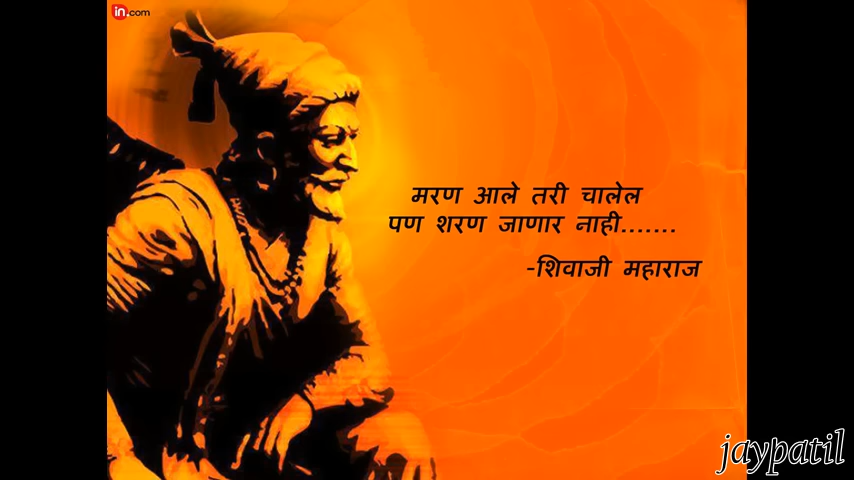 in.com
मरण आले तरी चालेल
पण शरण जाणार नाही.......
-शिवाजी महाराज
jaypatil